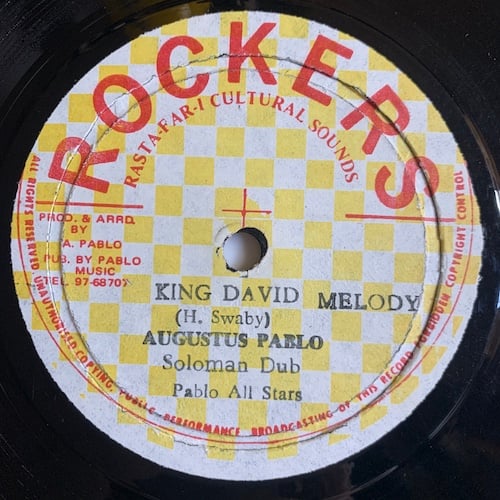 ROCKERS
RASTA-FAR-I CULTURAL SOUNDS
PROD. & ARRD.
BY
A. PABLO
PUB. BY PABLO
MUSIC
TEL. 97-68707
KING DAVID MELODY
(H. Swaby)
AUGUSTUS PABLO
Soloman Dub
Pablo All Stars
ALL RIGHTS RESERVED UNAUTHORISED COPYING PUBLIC PERFORMANCE BROADCASTING OF THIS RECORD FORBIDDEN COPYRIGHT CONTROL